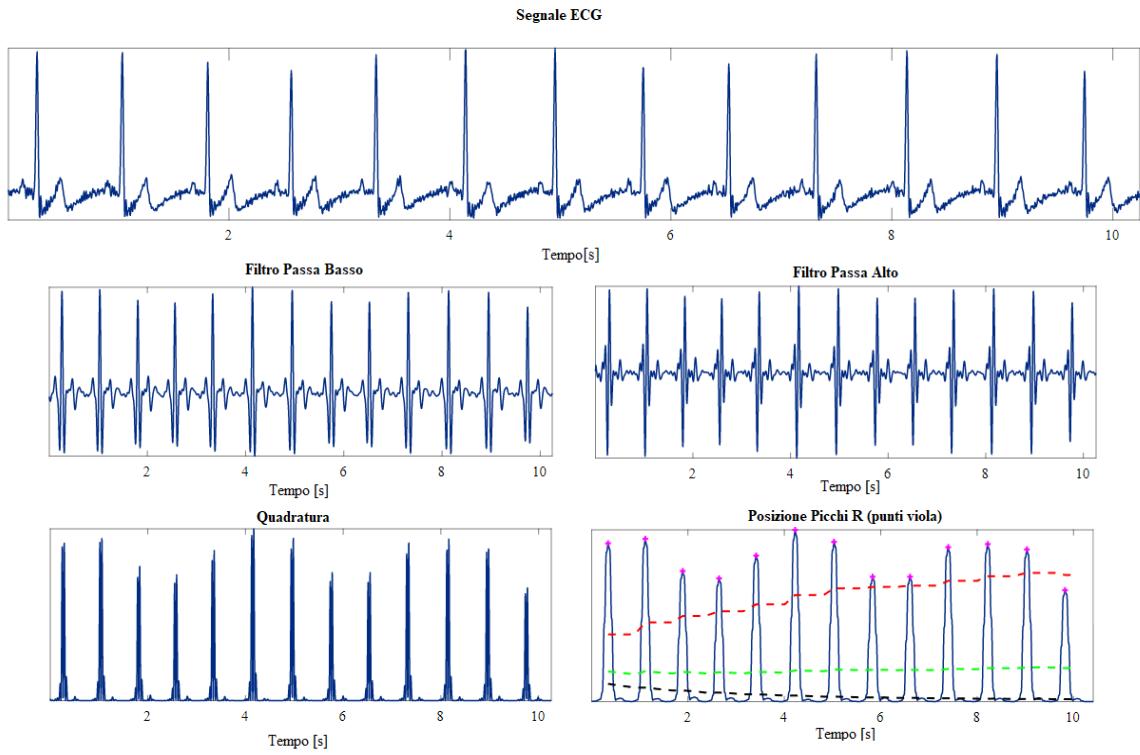 Segnale ECG
2 4 6 8 10
Tempo[s]
Filtro Passa Basso
2 4 6 8 10
Tempo [s]
Filtro Passa Alto
2 4 6 8 10
Tempo [s]
Quadratura
2 4 6 8 10
Tempo [s]
Posizione Picchi R (punti viola)
2 4 6 8 10
Tempo [s]